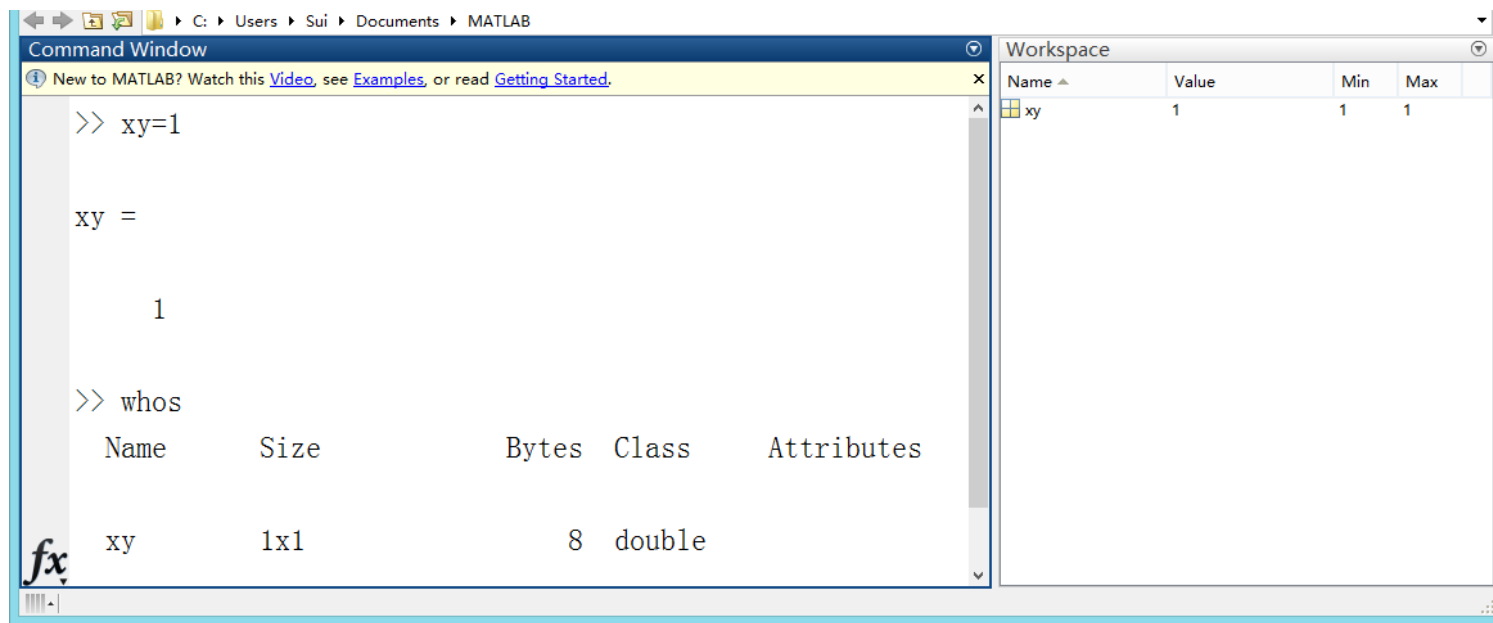 C: Users Sui Documents MATLAB
Command Window
New to MATLAB? Watch this Video, see Examples, or read Getting Started.
>> xy=1
xy =
1
>> whos
Name Size Bytes Class Attributes
xy 1x1 8 double
fx
Workspace
Name Value Min Max
xy 1 1 1